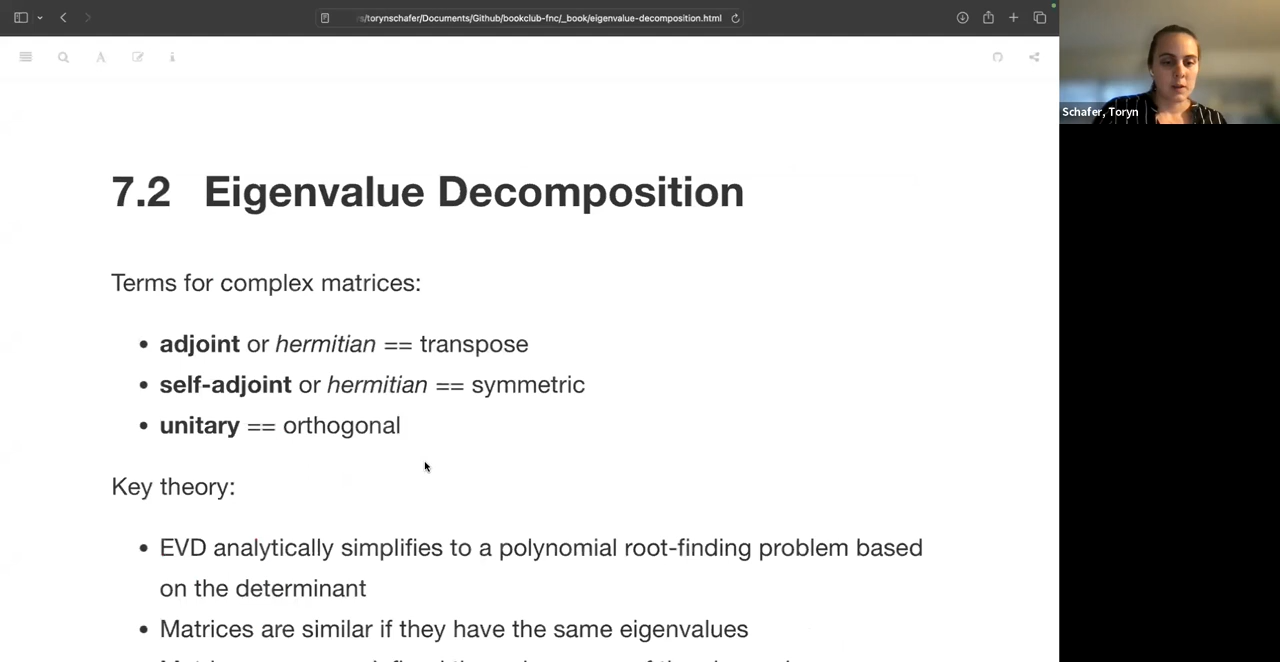 s/torynschafer/Documents/Github/bookclub-fnc/_book/eigenvalue-decomposition.html
Schafer, Toryn
7.2 Eigenvalue Decomposition
Terms for complex matrices:
• adjoint or hermitian == transpose
• self-adjoint or hermitian == symmetric
• unitary == orthogonal
Key theory:
• EVD analytically simplifies to a polynomial root-finding problem based
on the determinant
• Matrices are similar if they have the same eigenvalues